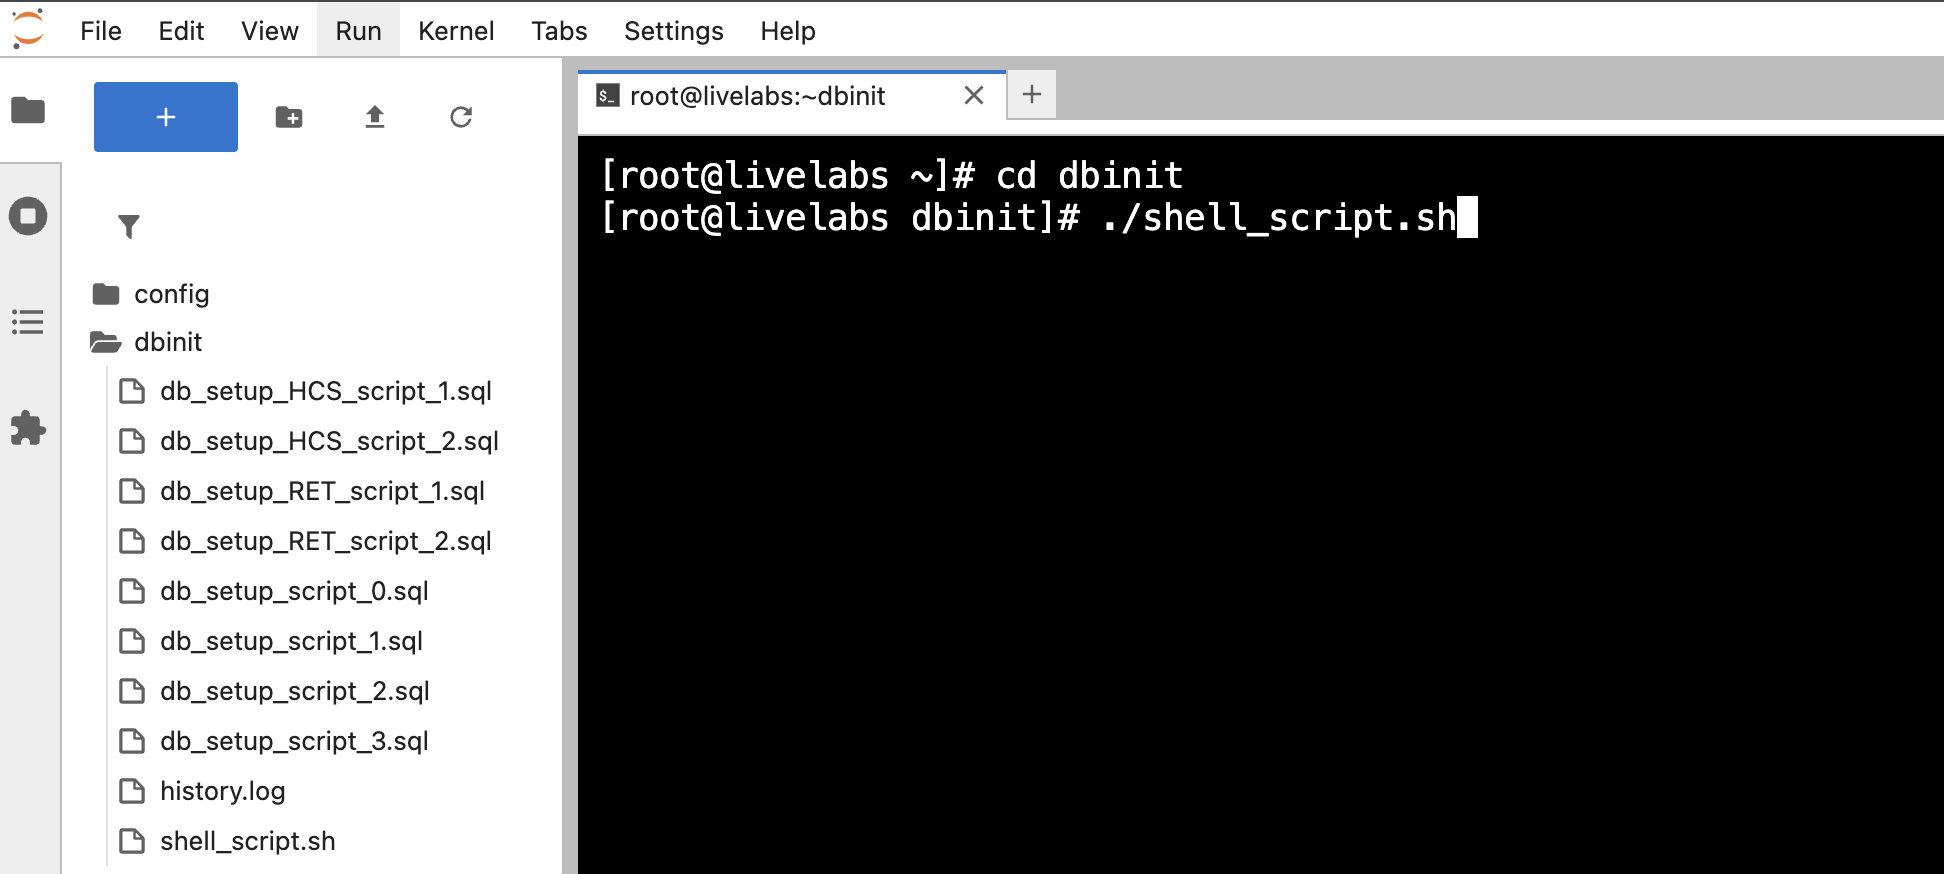 File Edit View Run Kernel Tabs Settings Help
+
$_ root@livelabs:~dbinit
[root@livelabs ~]# cd dbinit
[root@livelabs dbinit]# ./shell_script.sh
config
dbinit
db_setup_HCS_script_1.sql
db_setup_HCS_script_2.sql
db_setup_RET_script_1.sql
db_setup_RET_script_2.sql
db_setup_script_0.sql
db_setup_script_1.sql
db_setup_script_2.sql
db_setup_script_3.sql
history.log
shell_script.sh